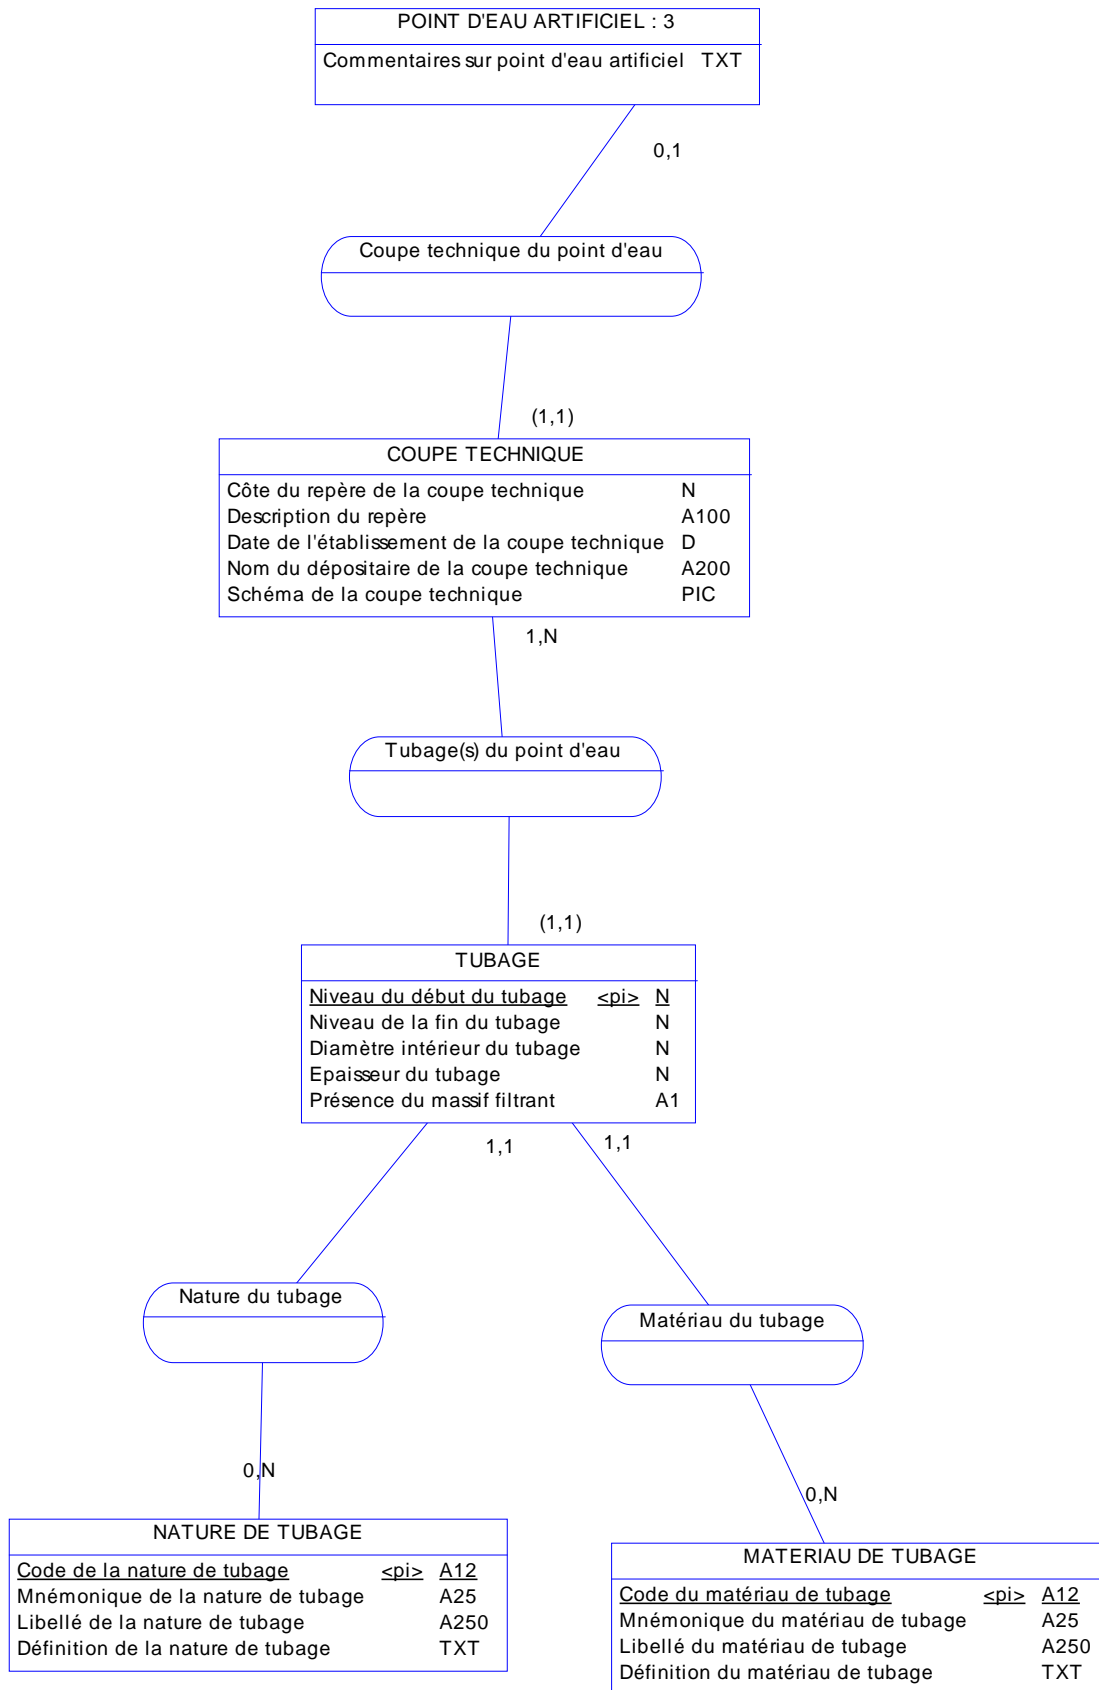 POINT D'EAU ARTIFICIEL : 3
Commentaires sur point d'eau artificiel TXT
0,1
Coupe technique du point d'eau
(1,1)
COUPE TECHNIQUE
Côte du repère de la coupe technique N
Description du repère A100
Date de l'établissement de la coupe technique D
Nom du dépositaire de la coupe technique A200
Schéma de la coupe technique PIC
1,N
Tubage(s) du point d'eau
(1,1)
TUBAGE
Niveau du début du tubage <pi> N
Niveau de la fin du tubage N
Diamètre intérieur du tubage N
Epaisseur du tubage N
Présence du massif filtrant A1
1,1
1,1
Nature du tubage
Matériau du tubage
0,N
0,N
NATURE DE TUBAGE
Code de la nature de tubage <pi> A12
Mnémonique de la nature de tubage A25
Libellé de la nature de tubage A250
Définition de la nature de tubage TXT
MATERIAU DE TUBAGE
Code du matériau de tubage <pi> A12
Mnémonique du matériau de tubage A25
Libellé du matériau de tubage A250
Définition du matériau de tubage TXT